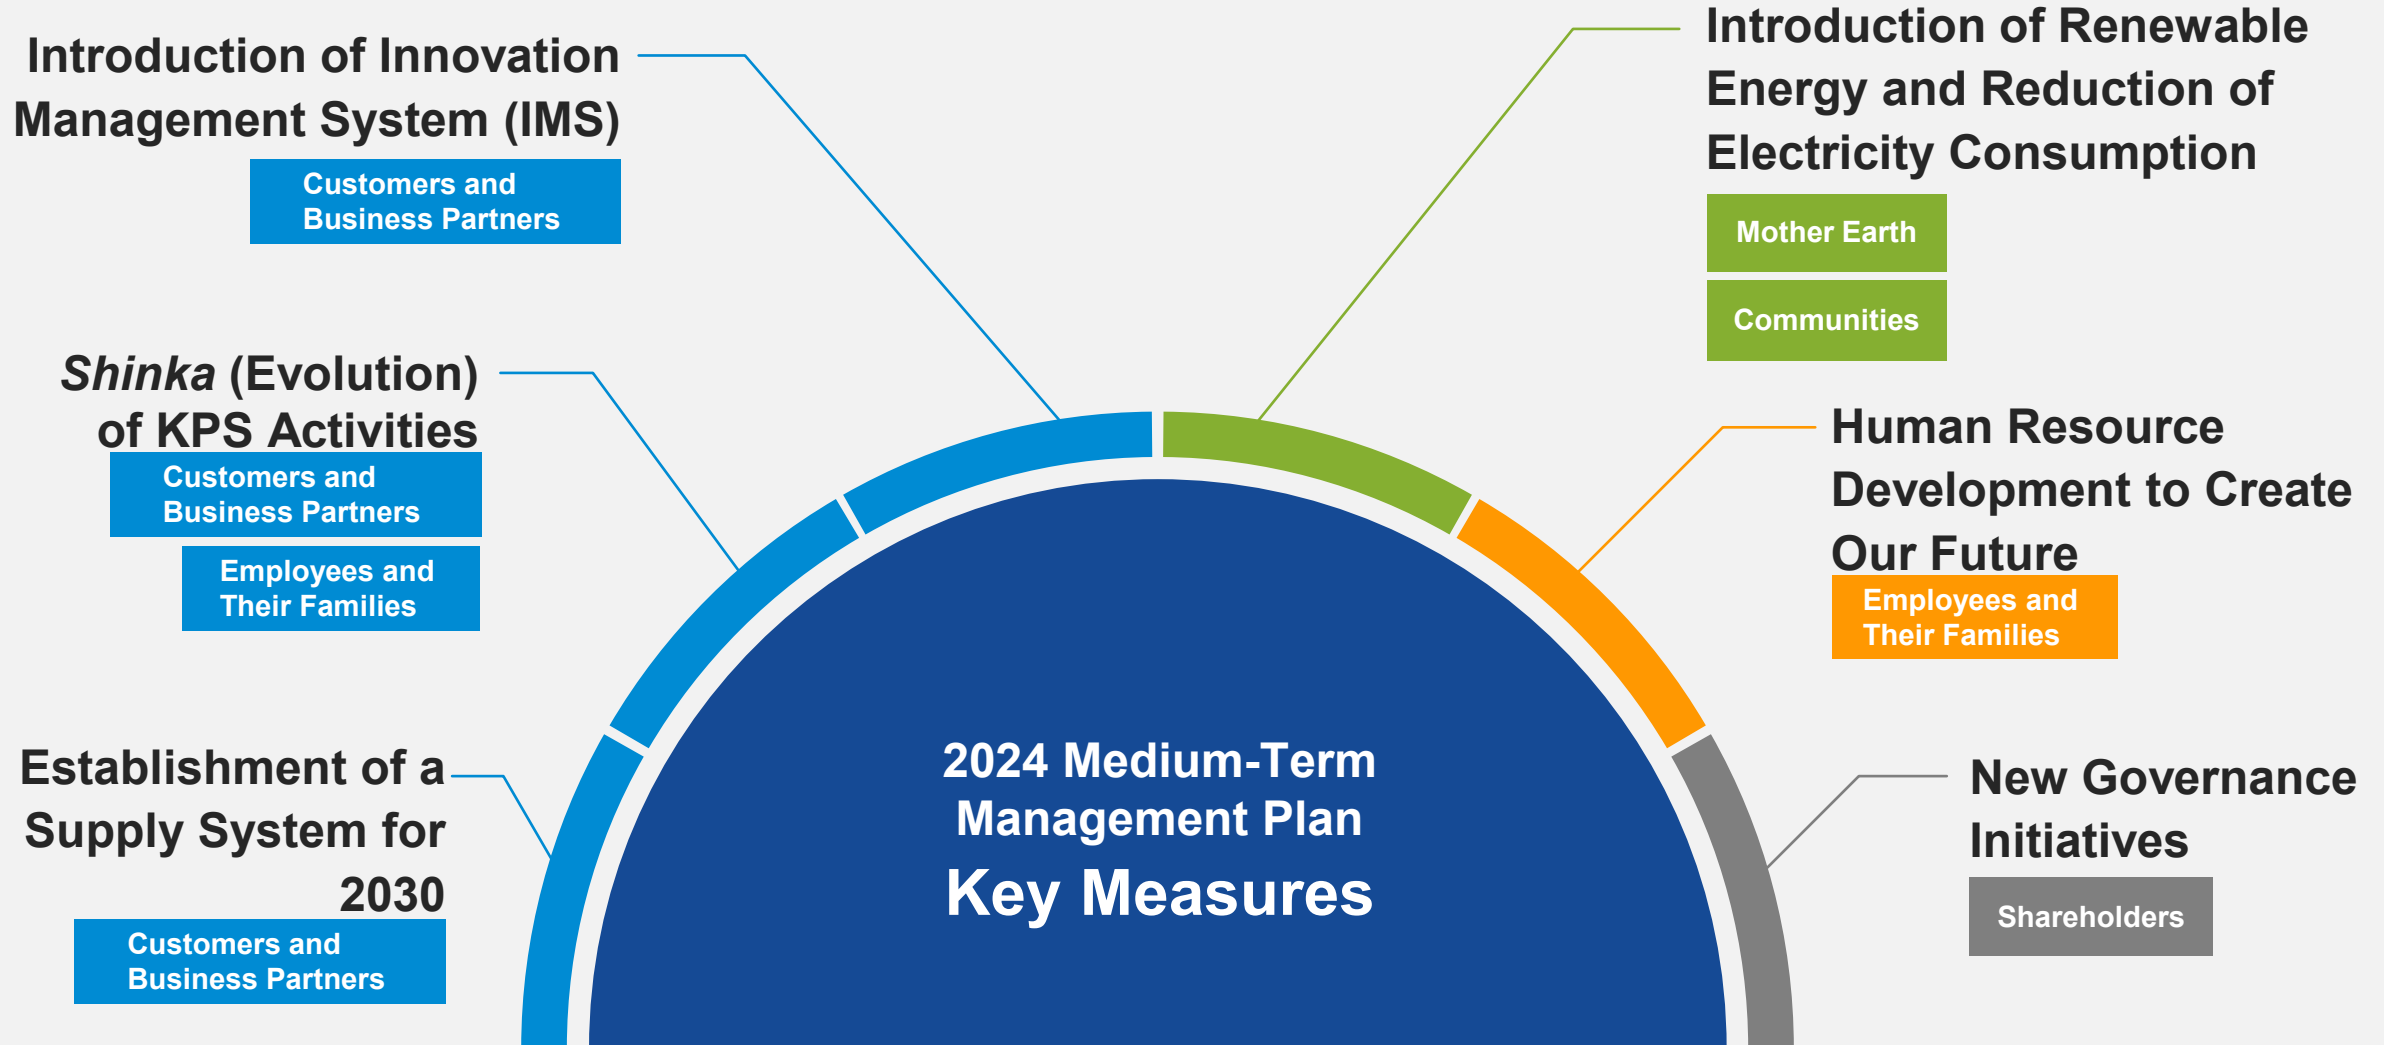 Introduction of Innovation
Management System (IMS)
Customers and
Business Partners
Shinka (Evolution)
of KPS Activities
Customers and
Business Partners
Employees and
Their Families
Establishment of a
Supply System for
2030
Customers and
Business Partners
2024 Medium-Term
Management Plan
Key Measures
Introduction of Renewable
Energy and Reduction of
Electricity Consumption
Mother Earth
Communities
Human Resource
Development to Create
Our Future
Employees and
Their Families
New Governance
Initiatives
Shareholders